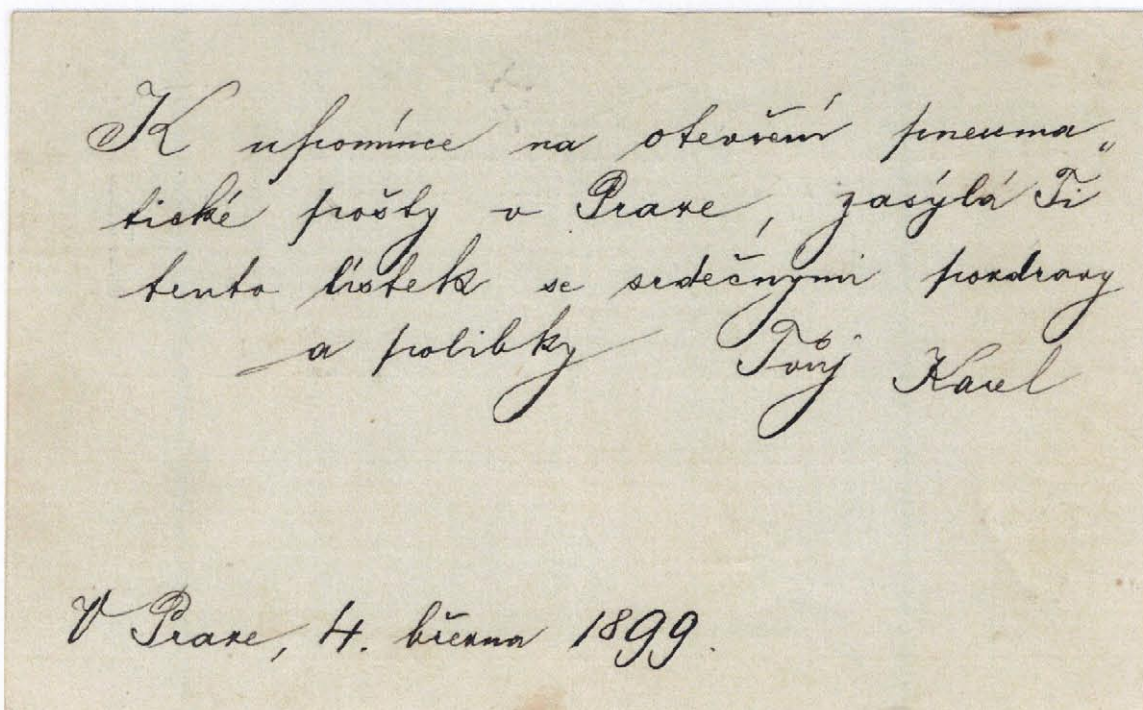 K upomínce na otevření pneuma„
tické pošty v Praze, zasýlá Ti
tento lístek se srdečnými pozdravy
a polibky Tvůj Karel
V Praze, 4. března 1899.